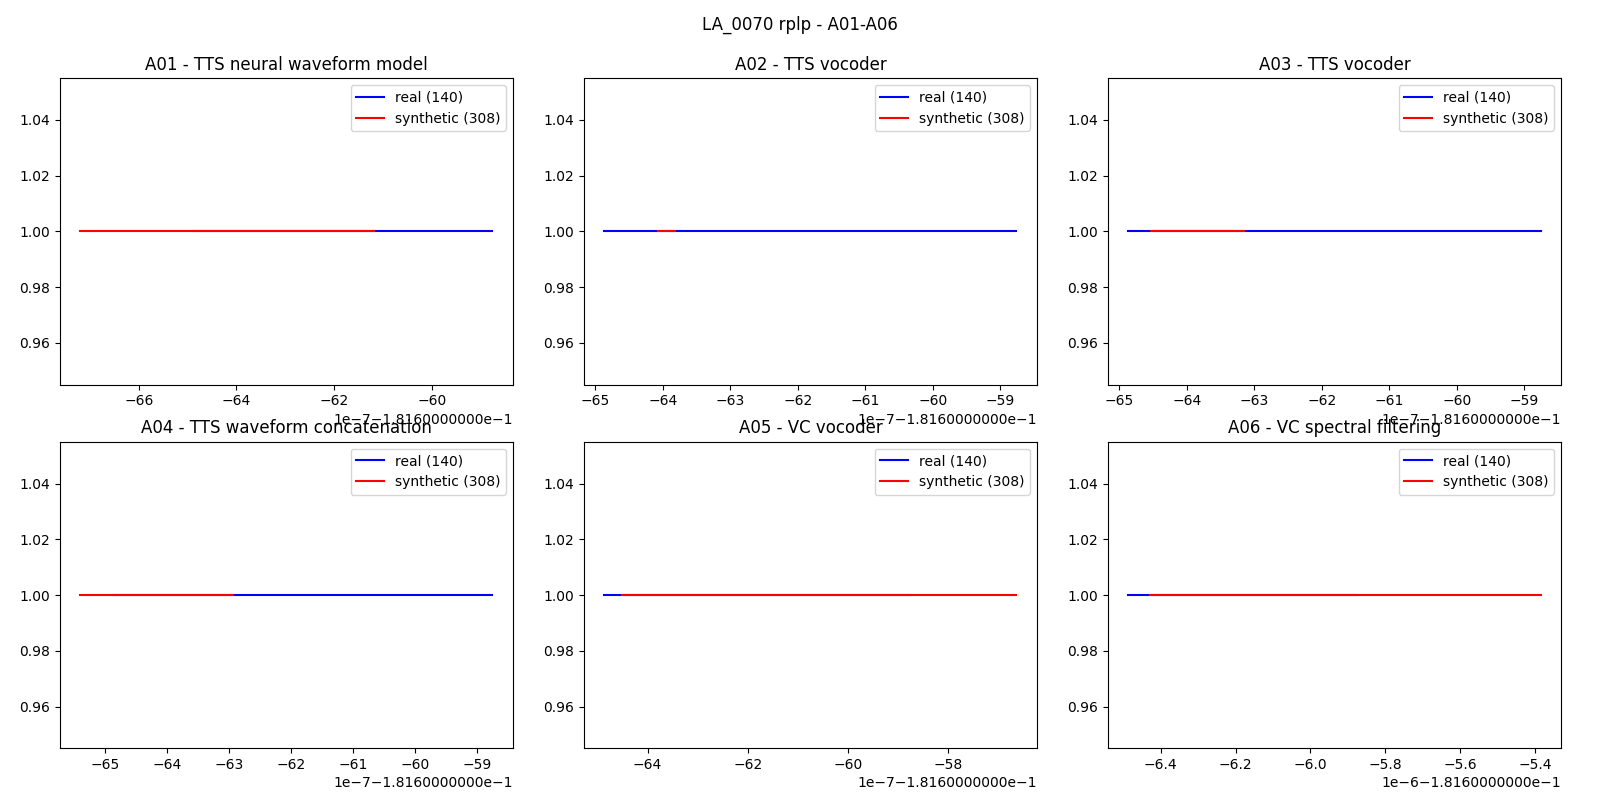 LA_0070 rplp - A01-A06
A01 - TTS neural waveform model
real (140)
synthetic (308)
1.04
1.02
1.00
0.98
0.96
−66 −64 −62 −60
1e−7−1.8160000000e−1
A02 - TTS vocoder
real (140)
synthetic (308)
1.04
1.02
1.00
0.98
0.96
−65 −64 −63 −62 −61 −60 −59
1e−7−1.8160000000e−1
A03 - TTS vocoder
real (140)
synthetic (308)
1.04
1.02
1.00
0.98
0.96
−65 −64 −63 −62 −61 −60 −59
1e−7−1.8160000000e−1
A04 - TTS waveform concatenation
real (140)
synthetic (308)
1.04
1.02
1.00
0.98
0.96
−65 −64 −63 −62 −61 −60 −59
1e−7−1.8160000000e−1
A05 - VC vocoder
real (140)
synthetic (308)
1.04
1.02
1.00
0.98
0.96
−64 −62 −60 −58
1e−7−1.8160000000e−1
A06 - VC spectral filtering
real (140)
synthetic (308)
1.04
1.02
1.00
0.98
0.96
−6.4 −6.2 −6.0 −5.8 −5.6 −5.4
1e−6−1.8160000000e−1